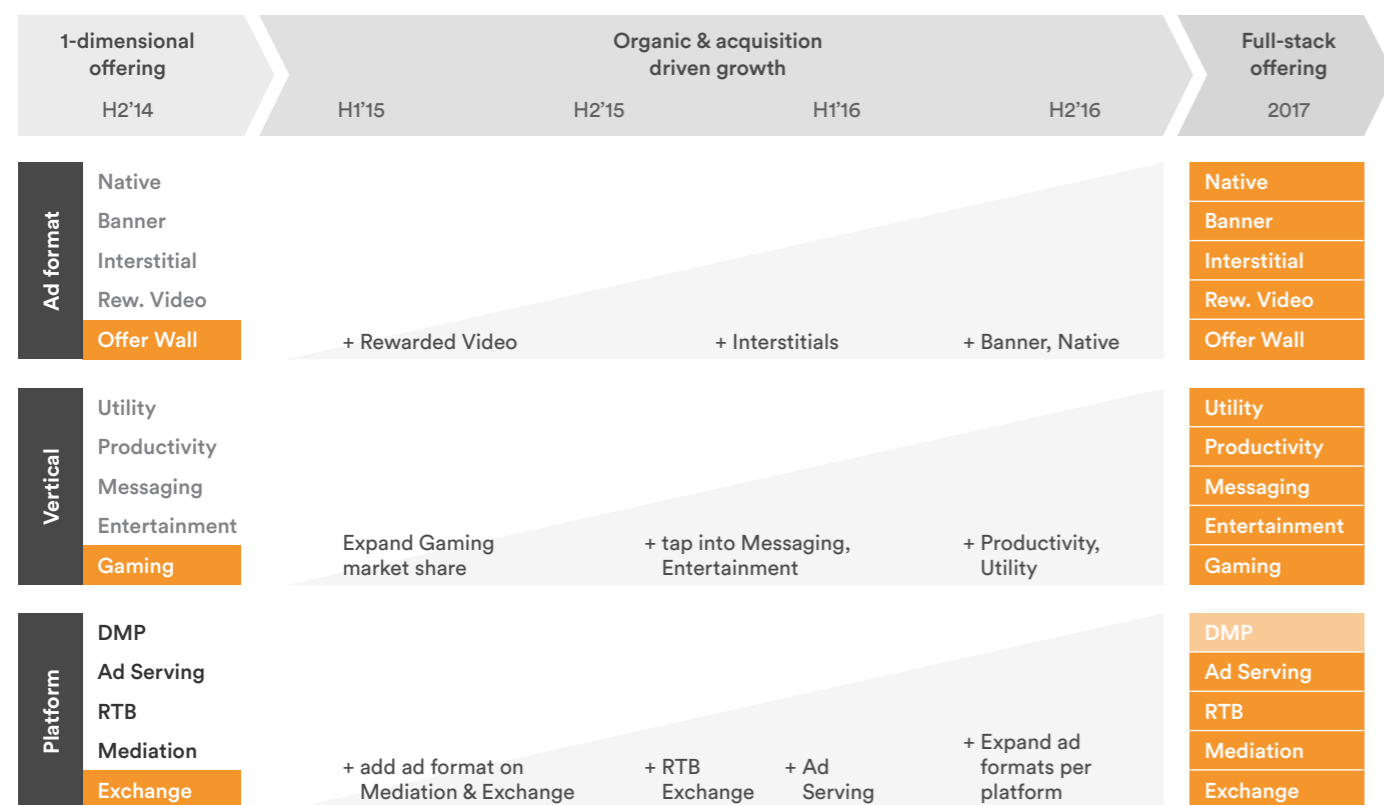 1-dimensional
offering
H2’14
Organic & acquisition
driven growth
H1’15
H2’15
H1’16
H2’16
Full-stack
offering
2017
Ad format
Native
Banner
Interstitial
Rew. Video
Offer Wall
+ Rewarded Video
+ Interstitials
+ Banner, Native
Native
Banner
Interstitial
Rew. Video
Offer Wall
Vertical
Utility
Productivity
Messaging
Entertainment
Gaming
Expand Gaming
market share
+ tap into Messaging,
Entertainment
+ Productivity,
Utility
Utility
Productivity
Messaging
Entertainment
Gaming
Platform
DMP
Ad Serving
RTB
Mediation
Exchange
+ add ad format on
Mediation & Exchange
+ RTB
Exchange
+ Ad
Serving
+ Expand ad
formats per
platform
DMP
Ad Serving
RTB
Mediation
Exchange